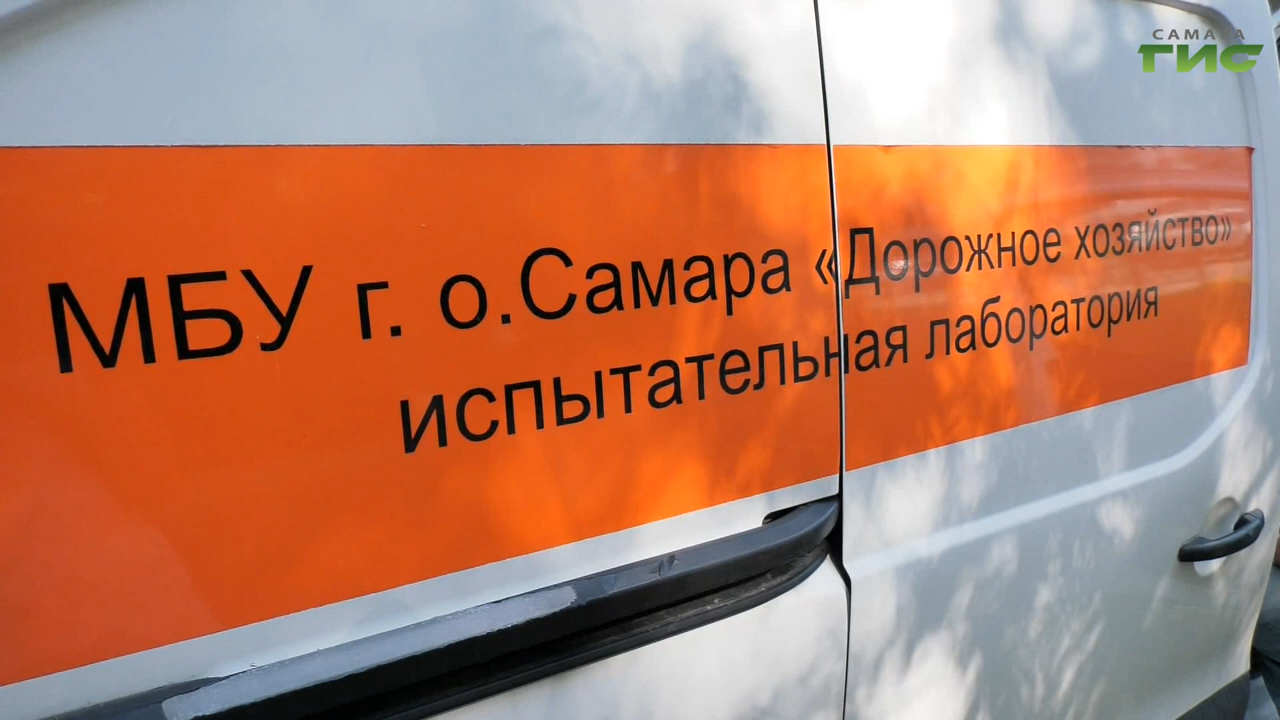 САМАРА
ГИС
МБУ г. о.Самара «Дорожное хозяйство»
испытательная лаборатория